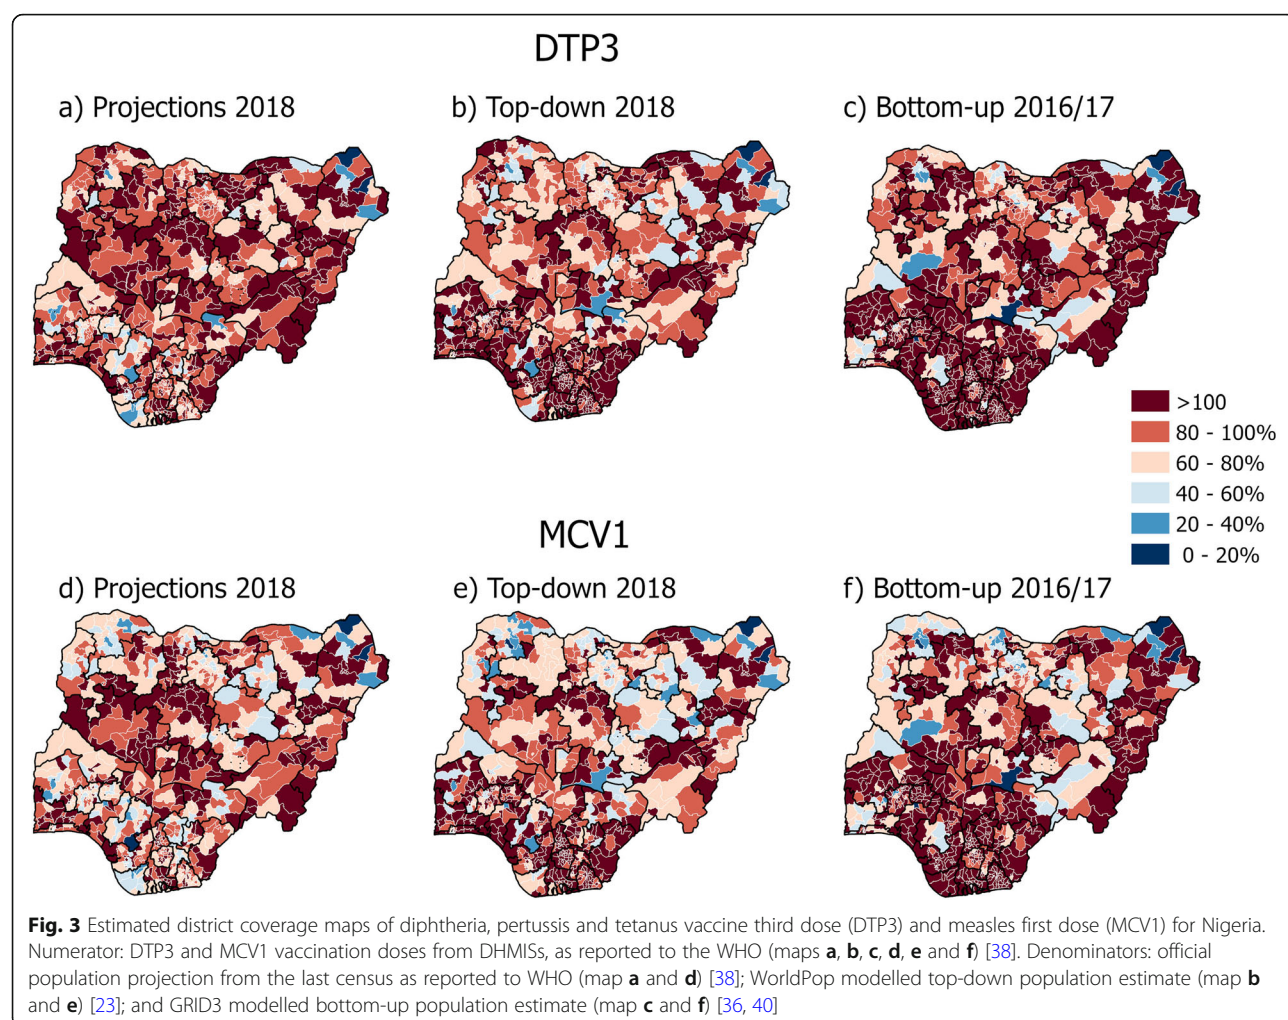 DTP3
a) Projections 2018
b) Top-down 2018
c) Bottom-up 2016/17
>100
80 - 100%
60 - 80%
40 - 60%
20 - 40%
0 - 20%
MCV1
d) Projections 2018
e) Top-down 2018
f) Bottom-up 2016/17
Fig. 3 Estimated district coverage maps of diphtheria, pertussis and tetanus vaccine third dose (DTP3) and measles first dose (MCV1) for Nigeria.
Numerator: DTP3 and MCV1 vaccination doses from DHMISs, as reported to the WHO (maps a, b, c, d, e and f) [38]. Denominators: official
population projection from the last census as reported to WHO (map a and d) [38]; WorldPop modelled top-down population estimate (map b
and e) [23]; and GRID3 modelled bottom-up population estimate (map c and f) [36, 40]